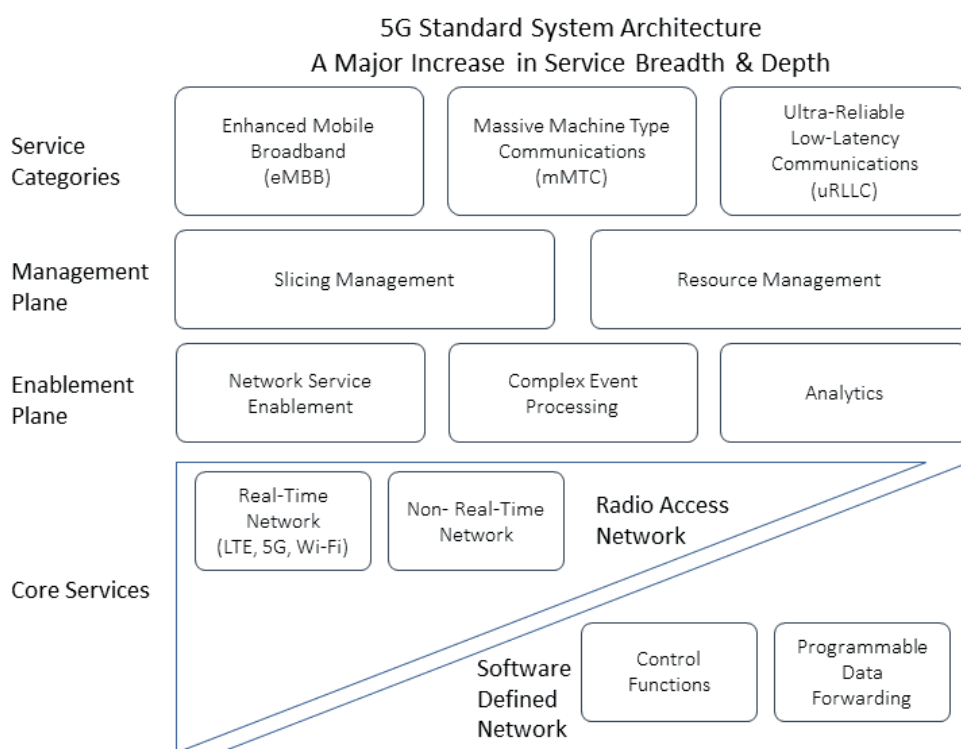 5G Standard System Architecture
A Major Increase in Service Breadth & Depth
Service
Categories
Enhanced Mobile
Broadband
(eMBB)
Massive Machine Type
Communications
(mMTC)
Ultra-Reliable
Low-Latency
Communications
(uRLLC)
Management
Plane
Slicing Management
Resource Management
Enablement
Plane
Network Service
Enablement
Complex Event
Processing
Analytics
Core Services
Real-Time
Network
(LTE, 5G, Wi-Fi)
Non- Real-Time
Network
Radio Access
Network
Software
Defined
Network
Control
Functions
Programmable
Data
Forwarding